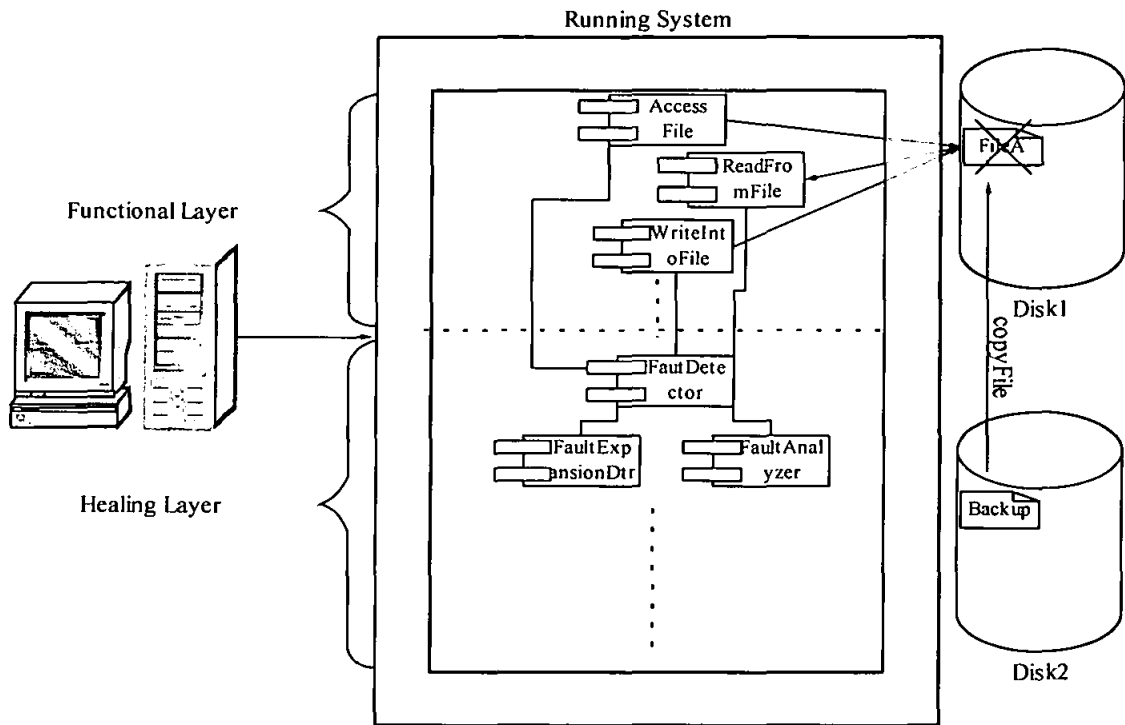 Running System
Access
File
FileA
ReadFro
mFile
Functional Layer
WriteInt
oFile
Disk1
copyFile
FautDete
ctor
FaultExp
ansionDtr
FaultAnal
yzer
Healing Layer
Backup
Disk2